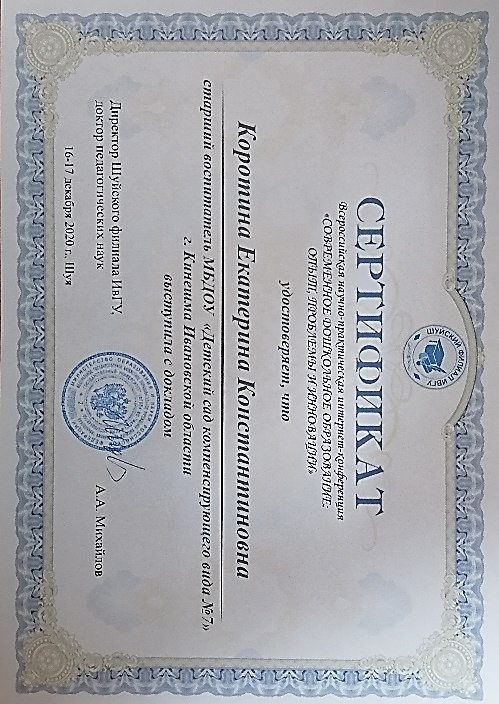 ШУЙСКИЙ ФИЛИАЛ ИВГУ
СЕРТИФИКАТ
Всероссийская научно-практическая интернет-конференция
«СОВРЕМЕННОЕ ДОШКОЛЬНОЕ ОБРАЗОВАНИЕ:
ОПЫТ, ПРОБЛЕМЫ И ИННОВАЦИИ»
удостоверяет, что
Коротина Екатерина Константиновна
старший воспитатель МБДОУ «Детский сад компенсирующего вида №7»
г. Кинешма Ивановской области
выступила с докладом
Директор Шуйского филиала ИвГУ,
доктор педагогических наук
А.А. Михайлов
16-17 декабря 2020 г., Шуя